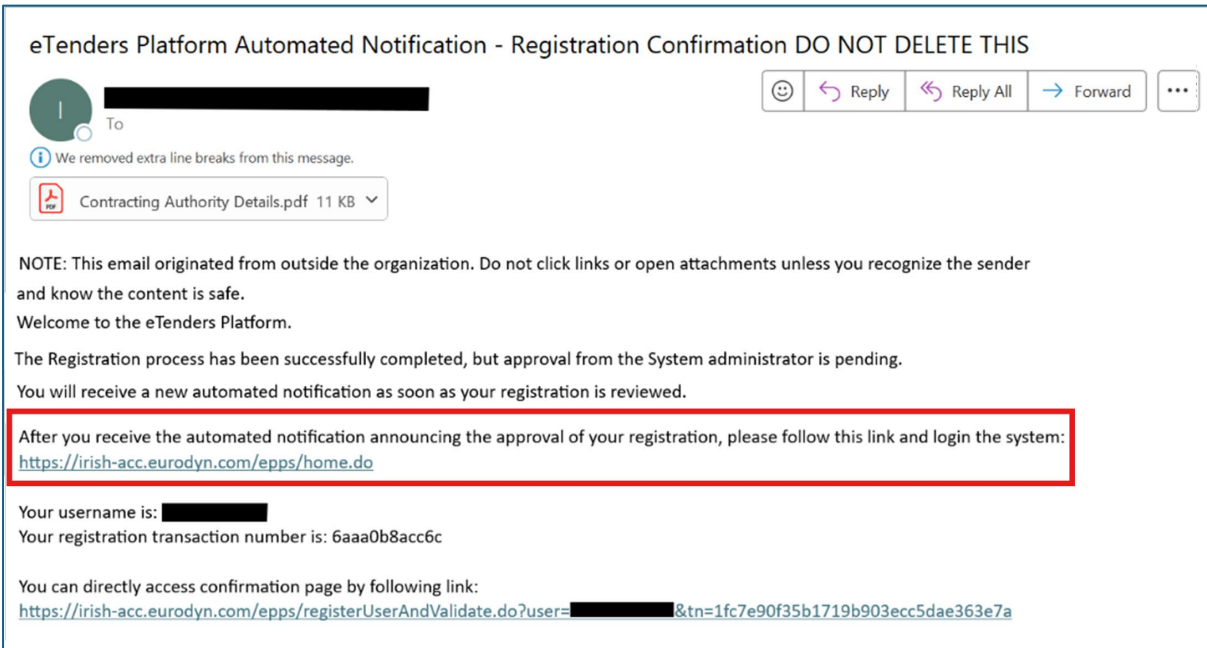 eTenders Platform Automated Notification - Registration Confirmation DO NOT DELETE THIS
I
To
Reply
Reply All
Forward
We removed extra line breaks from this message.
PDF
Contracting Authority Details.pdf 11 KB
NOTE: This email originated from outside the organization. Do not click links or open attachments unless you recognize the sender
and know the content is safe.
Welcome to the eTenders Platform.
The Registration process has been successfully completed, but approval from the System administrator is pending.
You will receive a new automated notification as soon as your registration is reviewed.
After you receive the automated notification announcing the approval of your registration, please follow this link and login the system:
https://irish-acc.eurodyn.com/epps/home.do
Your username is:
Your registration transaction number is: 6aaa0b8acc6c
You can directly access confirmation page by following link:
https://irish-acc.eurodyn.com/epps/registerUserAndValidate.do?user= &tn=1fc7e90f35b1719b903ecc5dae363e7a